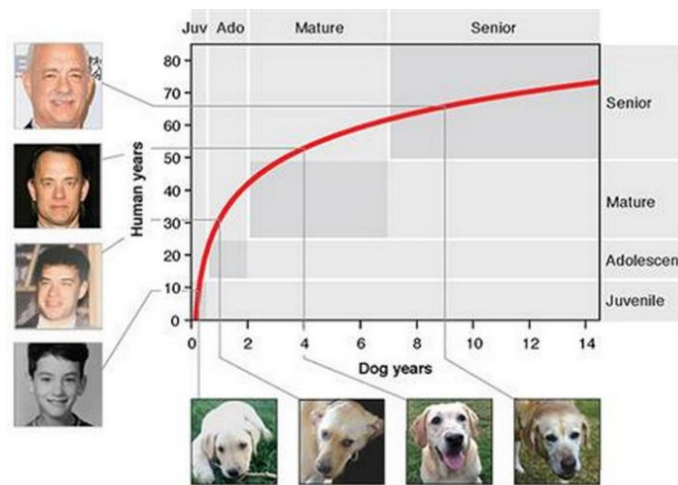 Juv Ado Mature Senior
80
70
60
50
40
30
20
10
0
Human years
Senior
Mature
Adolescen
Juvenile
0 2 4 6 8 10 12 14
Dog years